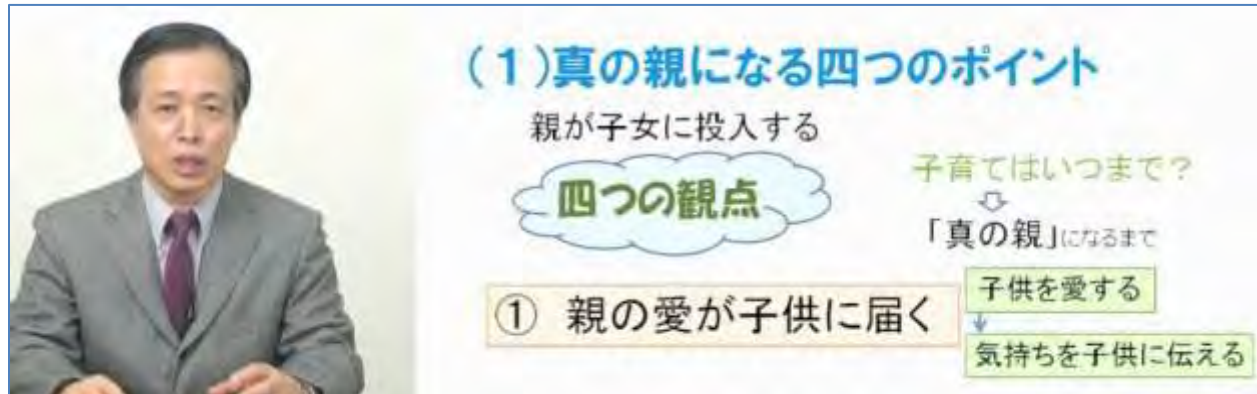 （１）真の親になる四つのポイント
親が子女に投入する
四つの観点
子育てはいつまで？
「真の親」になるまで
① 親の愛が子供に届く
子供を愛する
気持ちを子供に伝える